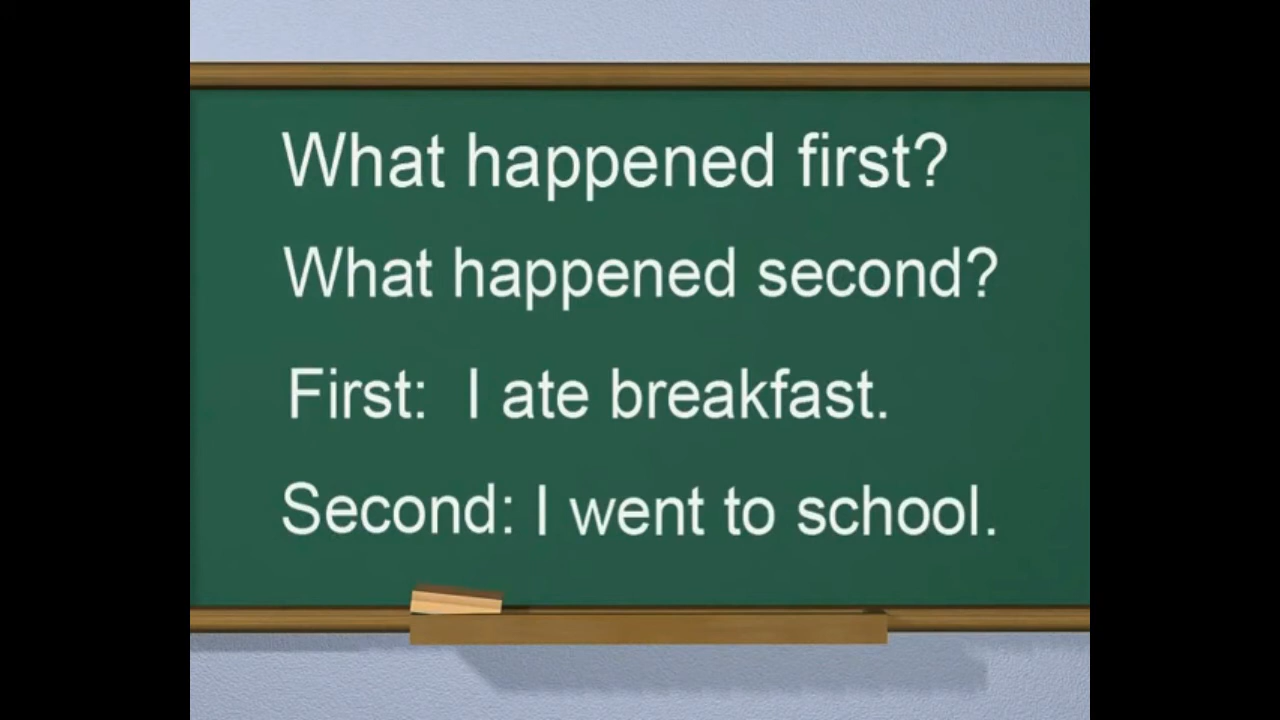 What happened first?
What happened second?
First: I ate breakfast.
Second: I went to school.